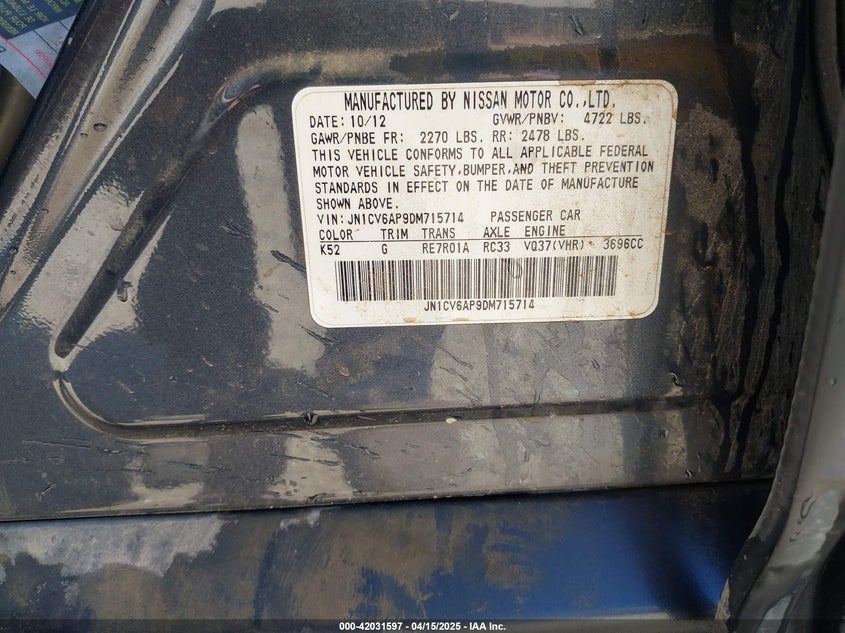 MANUFACTURED BY NISSAN MOTOR CO.,LTD.
DATE: 10/12 GVWR/PNBV: 4722 LBS.
GAWR/PNBE FR: 2270 LBS. RR: 2478 LBS.
THIS VEHICLE CONFORMS TO ALL APPLICABLE FEDERAL
MOTOR VEHICLE SAFETY,BUMPER,AND THEFT PREVENTION
STANDARDS IN EFFECT ON THE DATE OF MANUFACTURE
SHOWN ABOVE.
VIN:JN1CV6AP9DM715714 PASSENGER CAR
COLOR TRIM TRANS AXLE ENGINE
K52 G RE7R01A RC33 VQ37(VHR) 3696CC
JN1CV6AP9DM715714
000-42031597 - 04/15/2025 - IAA Inc.